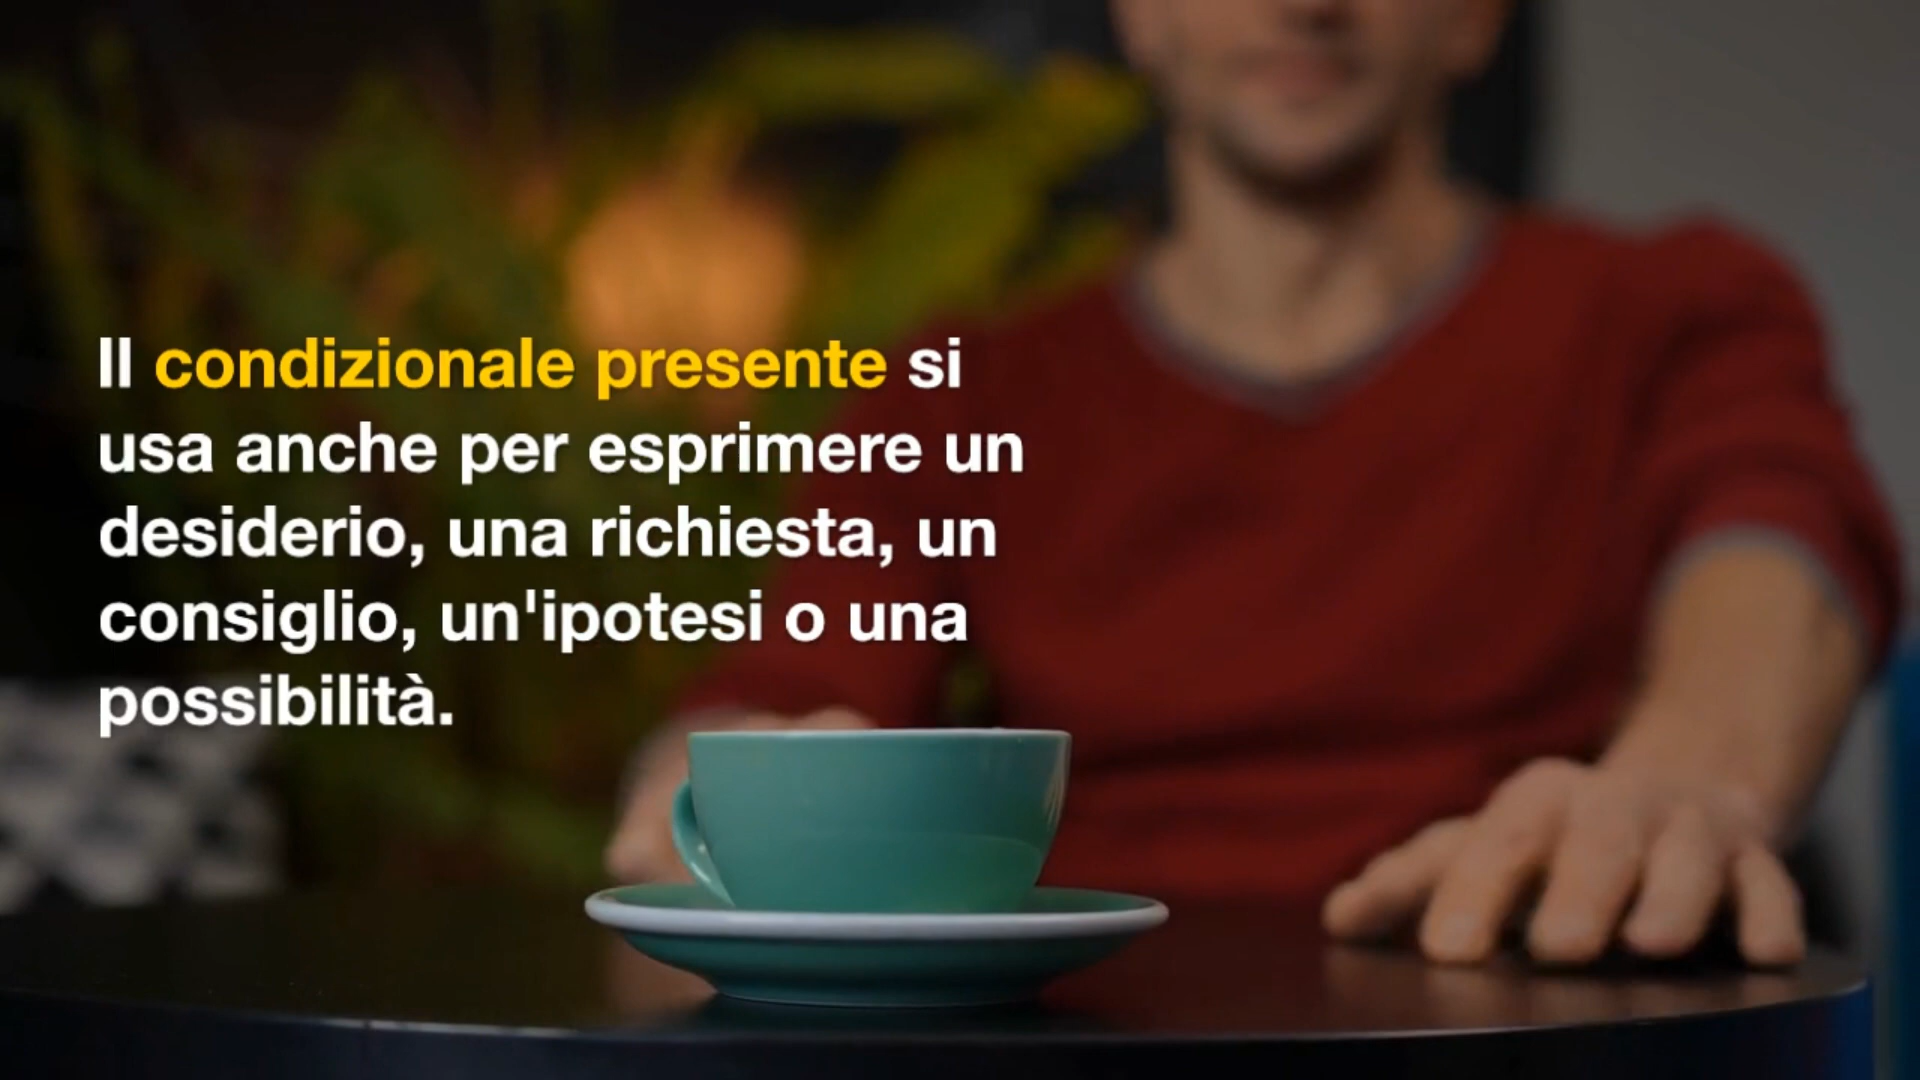 Il condizionale presente si
usa anche per esprimere un
desiderio, una richiesta, un
consiglio, un'ipotesi o una
possibilità.